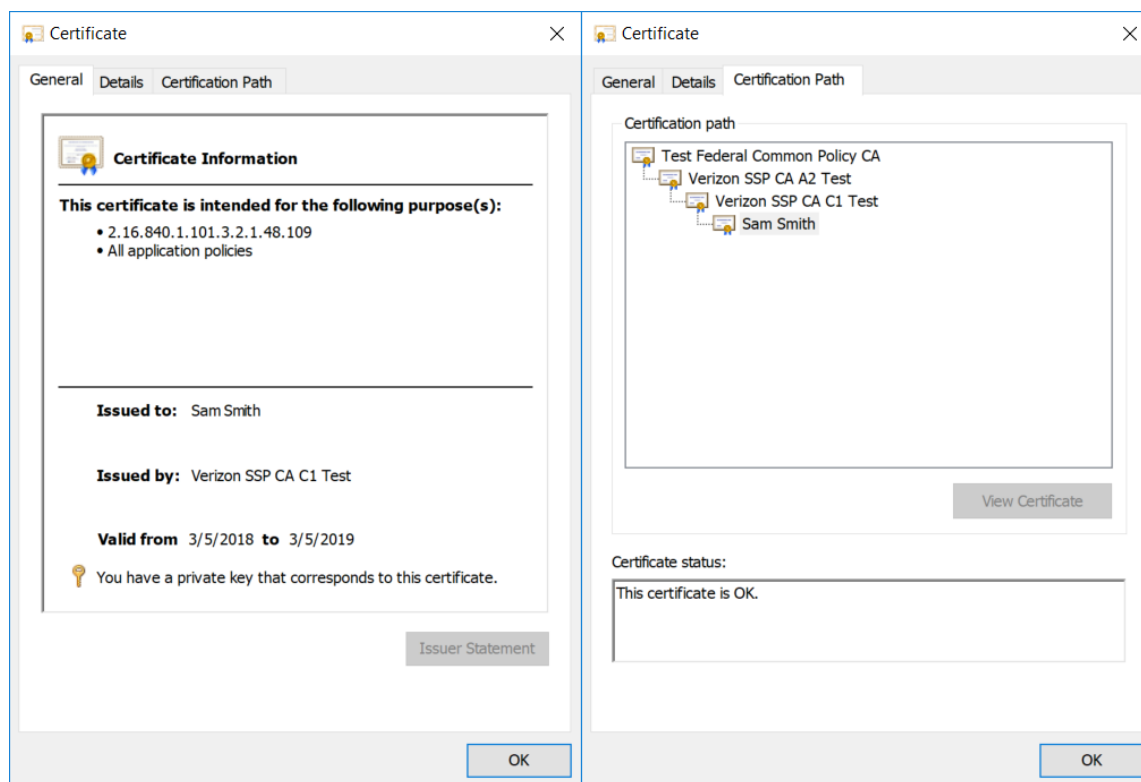 Certificate
General Details Certification Path
Certificate Information
This certificate is intended for the following purpose(s):
• 2.16.840.1.101.3.2.1.48.109
• All application policies
Issued to: Sam Smith
Issued by: Verizon SSP CA C1 Test
Valid from 3/5/2018 to 3/5/2019
You have a private key that corresponds to this certificate.
Issuer Statement
OK
Certificate
General Details Certification Path
Certification path
Test Federal Common Policy CA
Verizon SSP CA A2 Test
Verizon SSP CA C1 Test
Sam Smith
View Certificate
Certificate status:
This certificate is OK.
OK